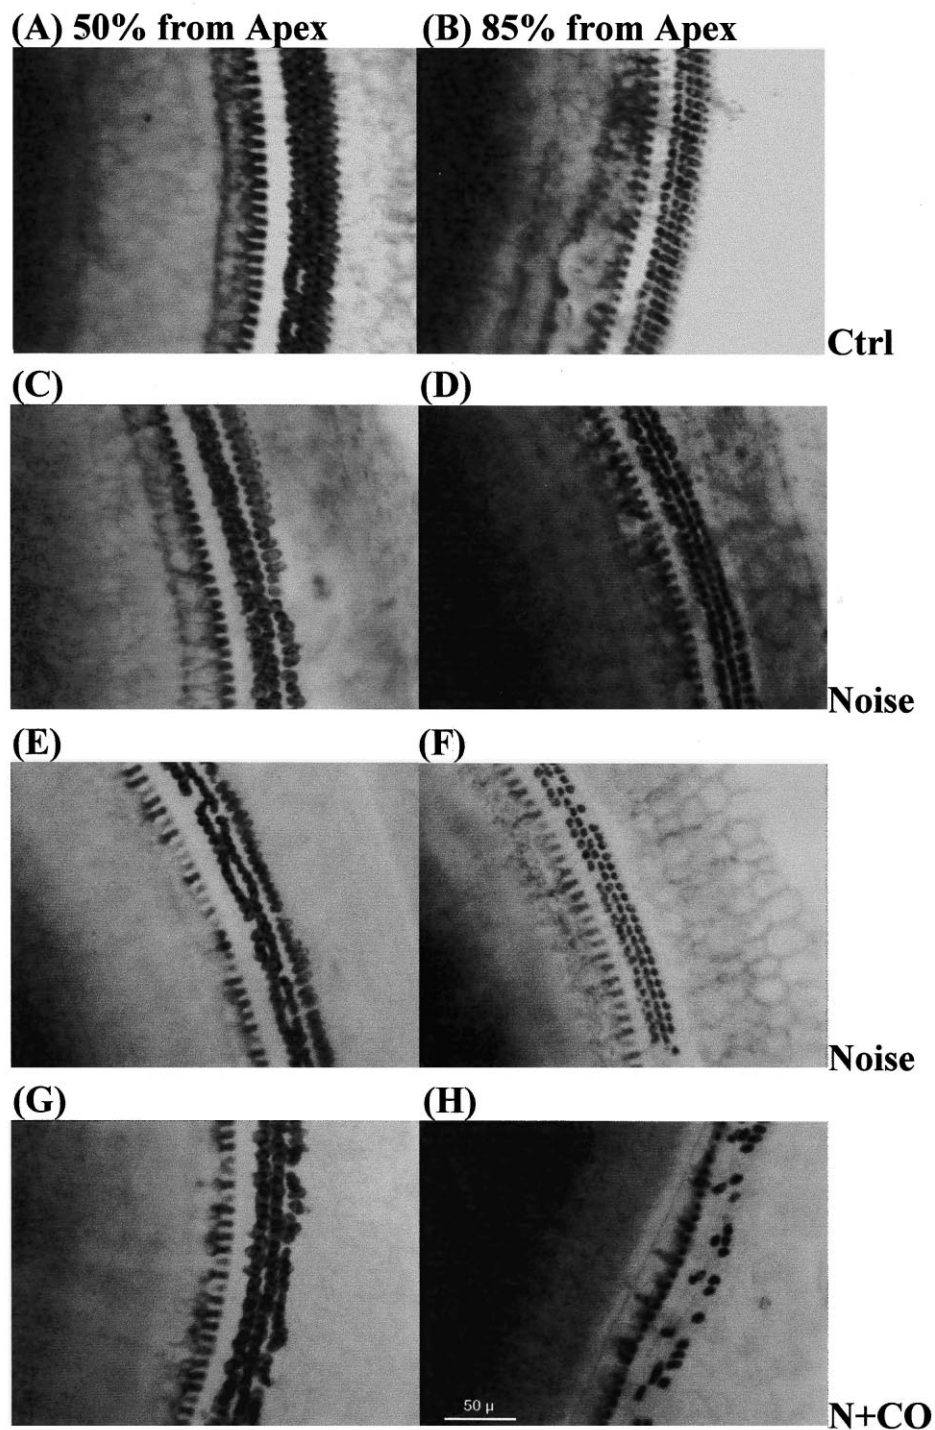 (A) 50% from Apex
(B) 85% from Apex
Ctrl
(C)
(D)
Noise
(E)
(F)
Noise
(G)
(H)
50 μ
N+CO